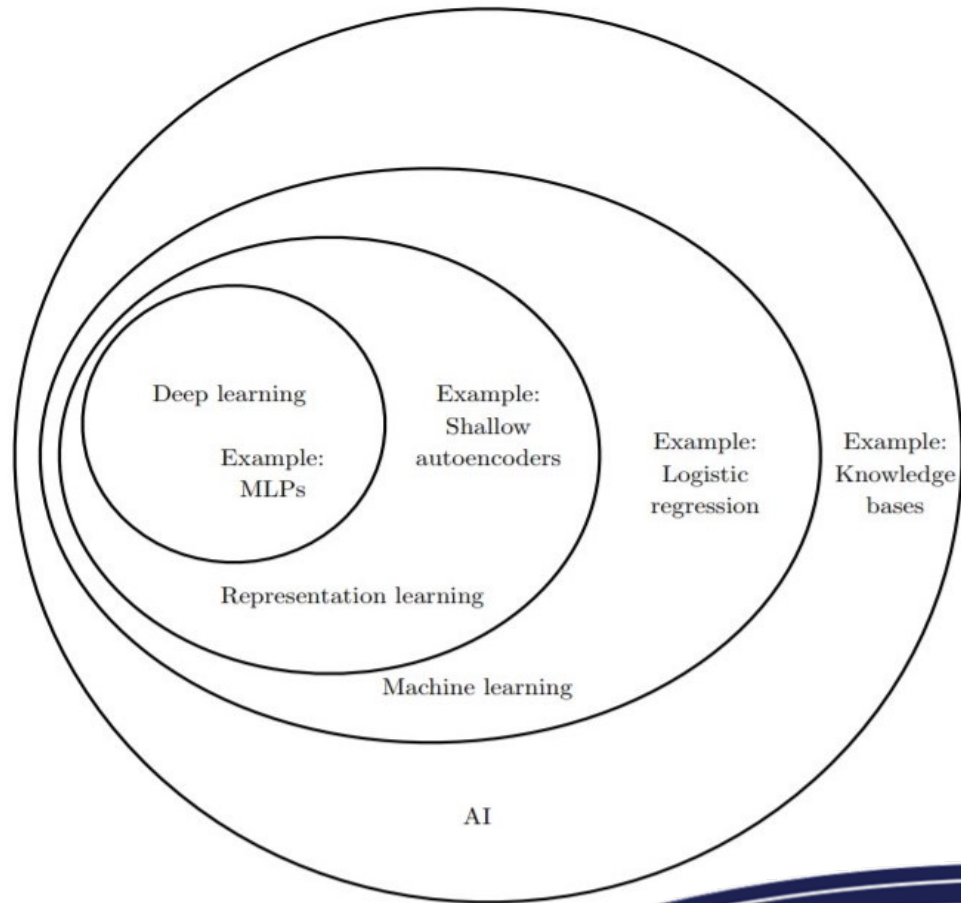 Deep learning
Example:
MLPs
Example:
Shallow
autoencoders
Example:
Logistic
regression
Example:
Knowledge
bases
Representation learning
Machine learning
AI